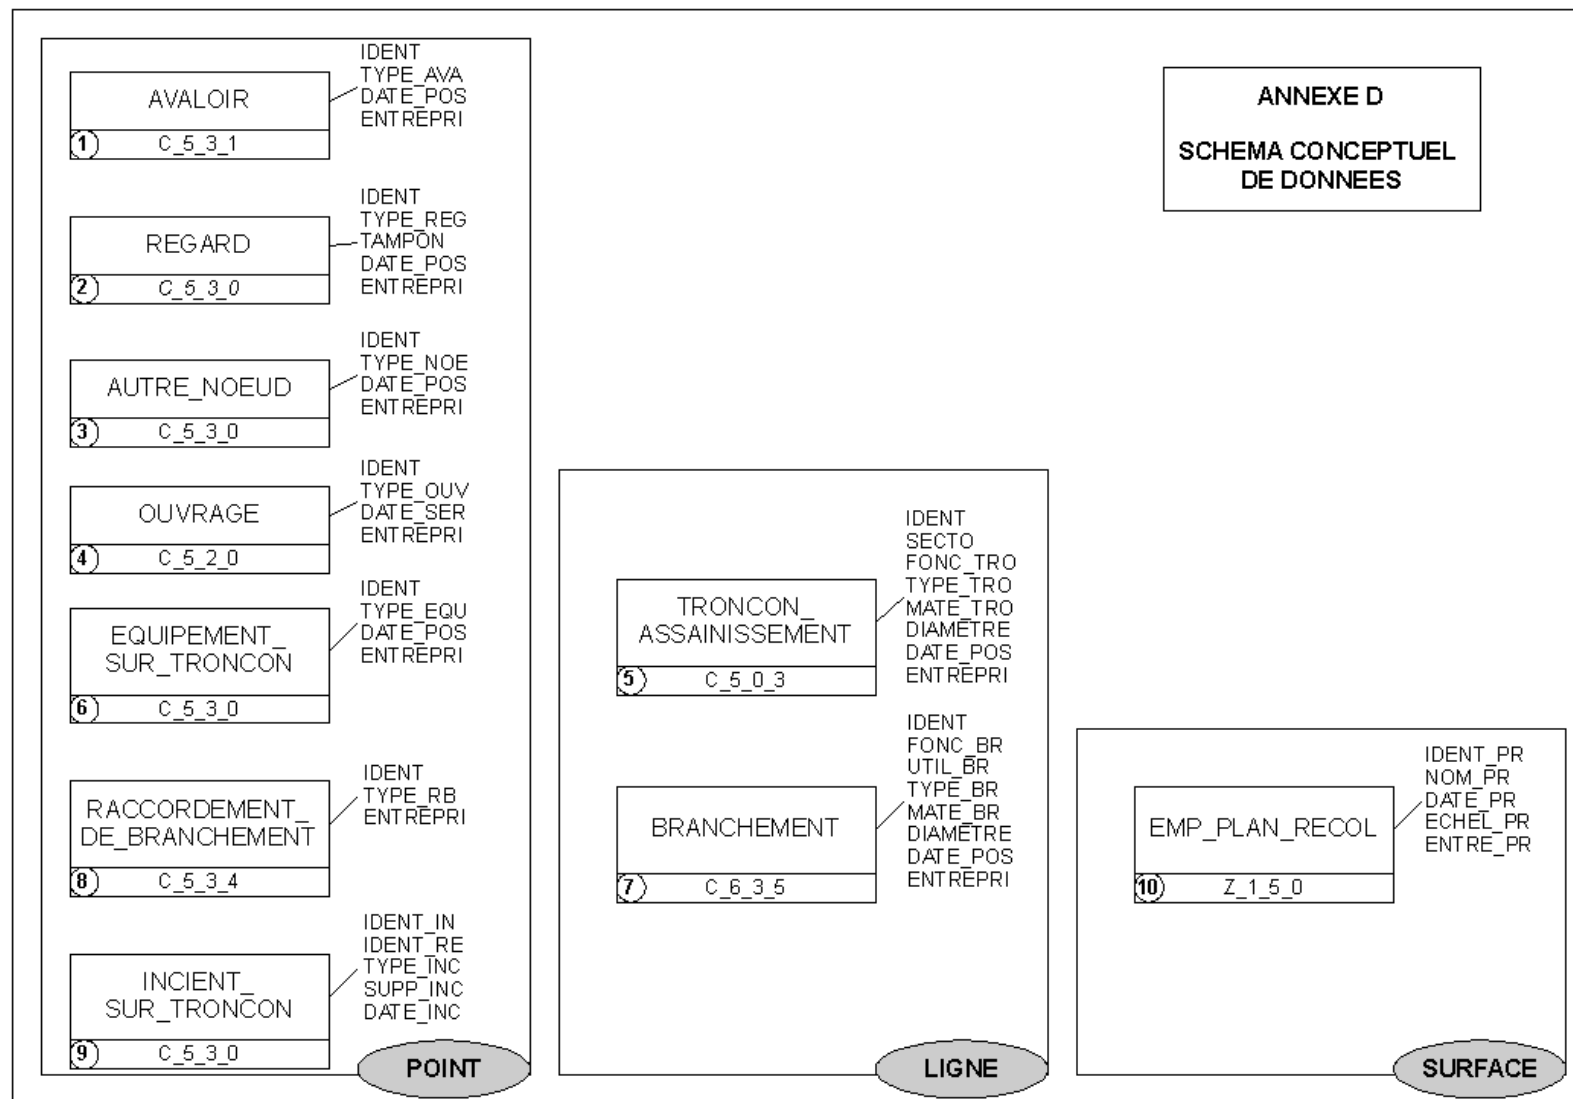 IDENT
TYPE_AVA
DATE_POS
ENTREPRI
AVALOIR
1 C_5_3_1
IDENT
TYPE_REG
TAMPON
DATE_POS
ENTREPRI
REGARD
2 C_5_3_0
IDENT
TYPE_NOE
DATE_POS
ENTREPRI
AUTRE_NOEUD
3 C_5_3_0
IDENT
TYPE_OUV
DATE_SER
ENTREPRI
OUVRAGE
4 C_5_2_0
IDENT
TYPE_EQU
DATE_POS
ENTREPRI
EQUIPEMENT_
SUR_TRONCON
6 C_5_3_0
IDENT
TYPE_RB
ENTREPRI
RACCORDEMENT_
DE_BRANCHEMENT
8 C_5_3_4
IDENT_IN
IDENT_RE
TYPE_INC
SUPP_INC
DATE_INC
INCIENT_
SUR_TRONCON
9 C_5_3_0
POINT
IDENT
SECTO
FONC_TRO
TYPE_TRO
MATE_TRO
DIAMETRE
DATE_POS
ENTREPRI
TRONCON_
ASSAINISSEMENT
5 C_5_0_3
IDENT
FONC_BR
UTIL_BR
TYPE_BR
MATE_BR
DIAMETRE
DATE_POS
ENTREPRI
BRANCHEMENT
7 C_6_3_5
LIGNE
ANNEXE D
SCHEMA CONCEPTUEL
DE DONNEES
IDENT_PR
NOM_PR
DATE_PR
ECHEL_PR
ENTRE_PR
EMP_PLAN_RECOL
10 Z_1_5_0
SURFACE